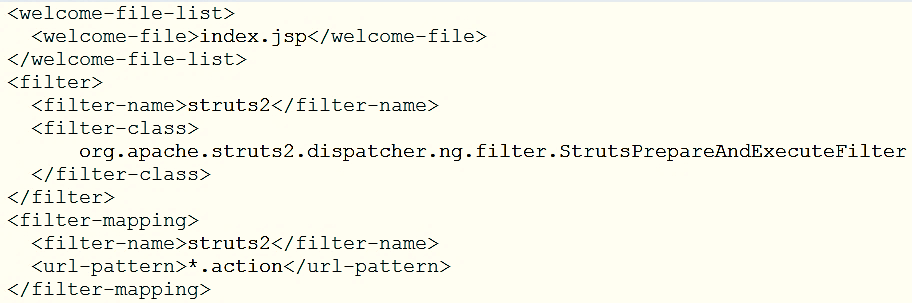 <welcome-file-list>
  <welcome-file>index.jsp</welcome-file>
</welcome-file-list>
<filter>
  <filter-name>struts2</filter-name>
  <filter-class>
      org.apache.struts2.dispatcher.ng.filter.StrutsPrepareAndExecuteFilter
  </filter-class>
</filter>
<filter-mapping>
  <filter-name>struts2</filter-name>
  <url-pattern>*.action</url-pattern>
</filter-mapping>